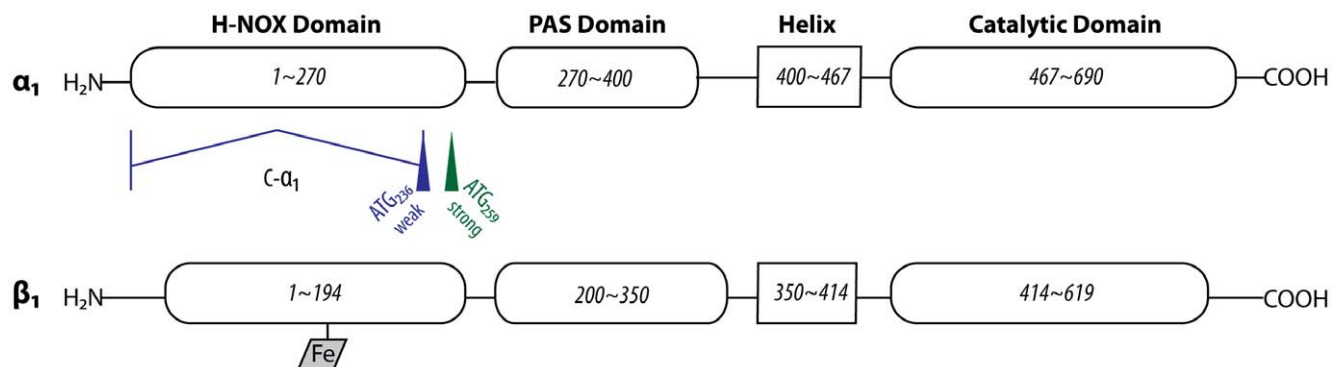 H-NOX Domain PAS Domain Helix Catalytic Domain
α₁ H₂N 1~270 270~400 400~467 467~690 COOH
C-α₁
ATG₂₃₆
weak
ATG₂₅₉
strong
β₁ H₂N 1~194 200~350 350~414 414~619 COOH
Fe